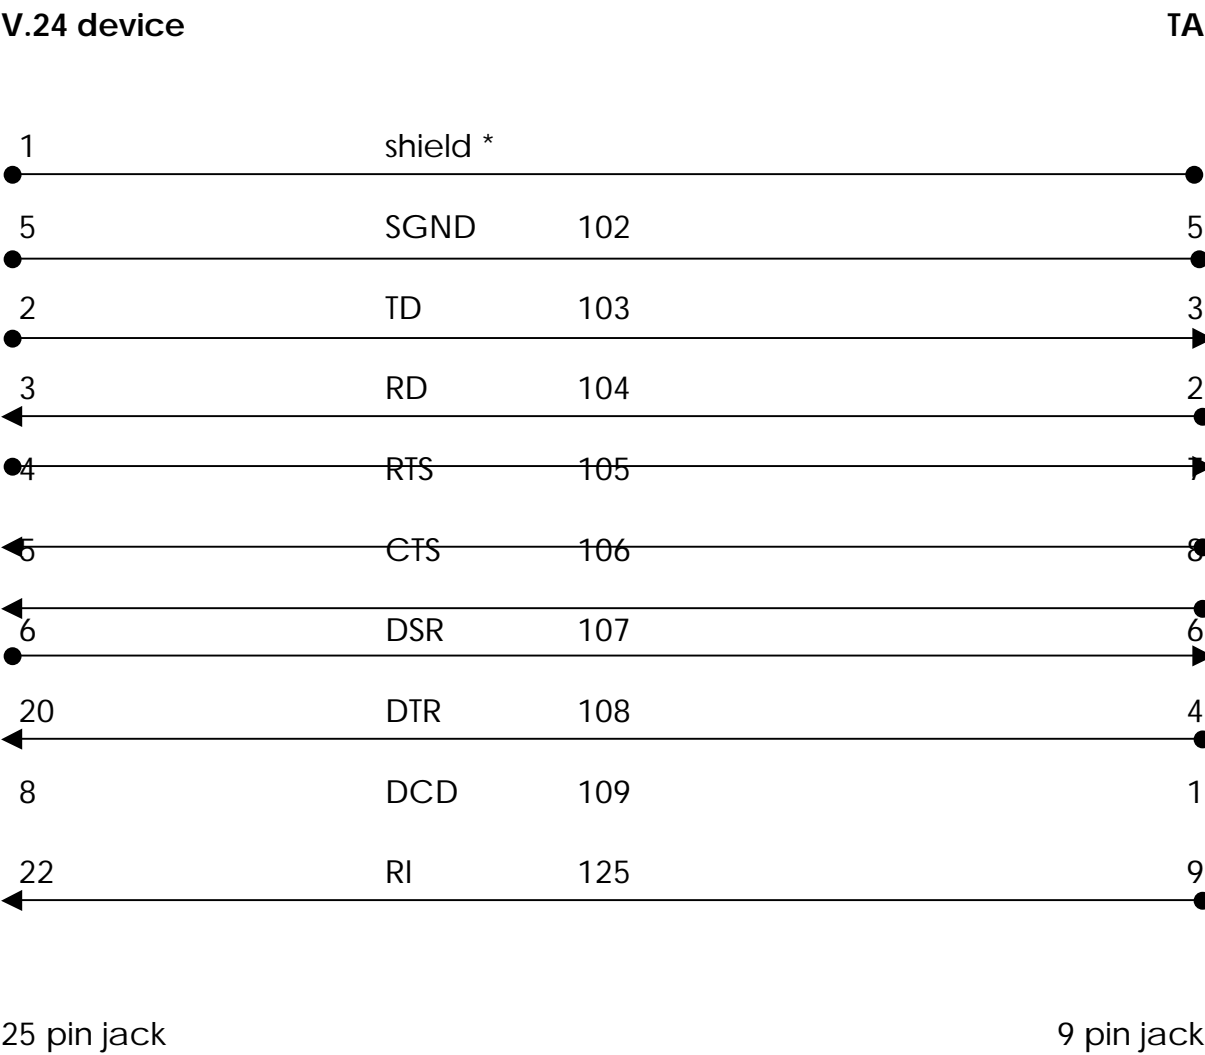 V.24 device TA
1 shield *
5 SGND 102 5
2 TD 103 3
3 RD 104 2
4 RTS 105 7
5 CTS 106 8
6 DSR 107 6
20 DTR 108 4
8 DCD 109 1
22 RI 125 9
25 pin jack 9 pin jack